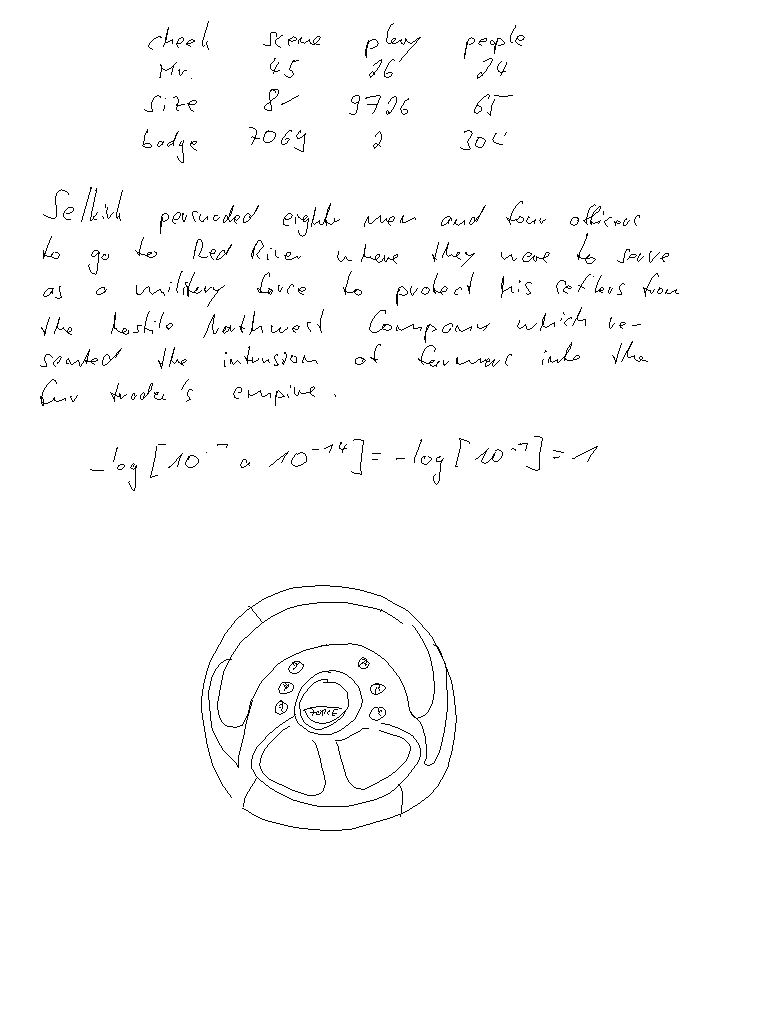 cheek scene play people
Mr. 45 26 24
size 8 9726 65
badge 7069 2 304
Selkirk persuaded eighty men and four officers
to go to Red River where they were to serve
as a military force to protect his settlers from
the hostile Northwest Company which re-
sented the intrusion of farmers into the
fur trader's empire.
-log [10⁻⁷ a 10⁻¹⁴] = -log [10⁻⁷] = 1
FORCE